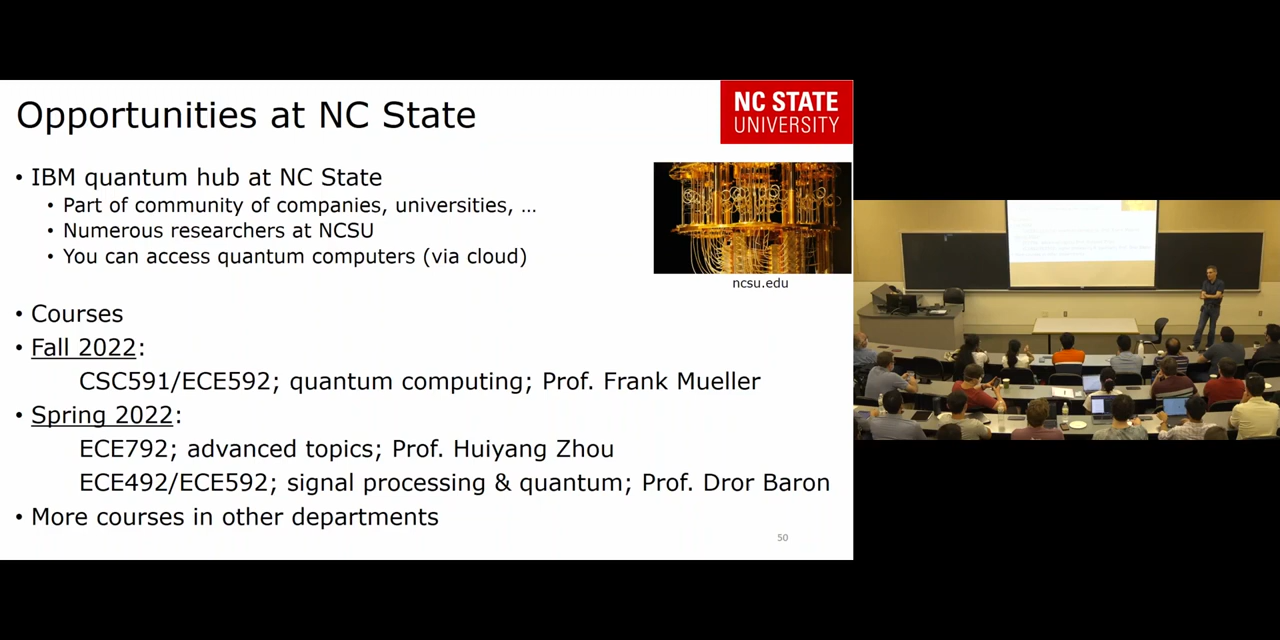 Opportunities at NC State
NC STATE
UNIVERSITY
• IBM quantum hub at NC State
• Part of community of companies, universities, …
• Numerous researchers at NCSU
• You can access quantum computers (via cloud)
ncsu.edu
• Courses
• Fall 2022:
CSC591/ECE592; quantum computing; Prof. Frank Mueller
• Spring 2022:
ECE792; advanced topics; Prof. Huiyang Zhou
ECE492/ECE592; signal processing & quantum; Prof. Dror Baron
• More courses in other departments
50